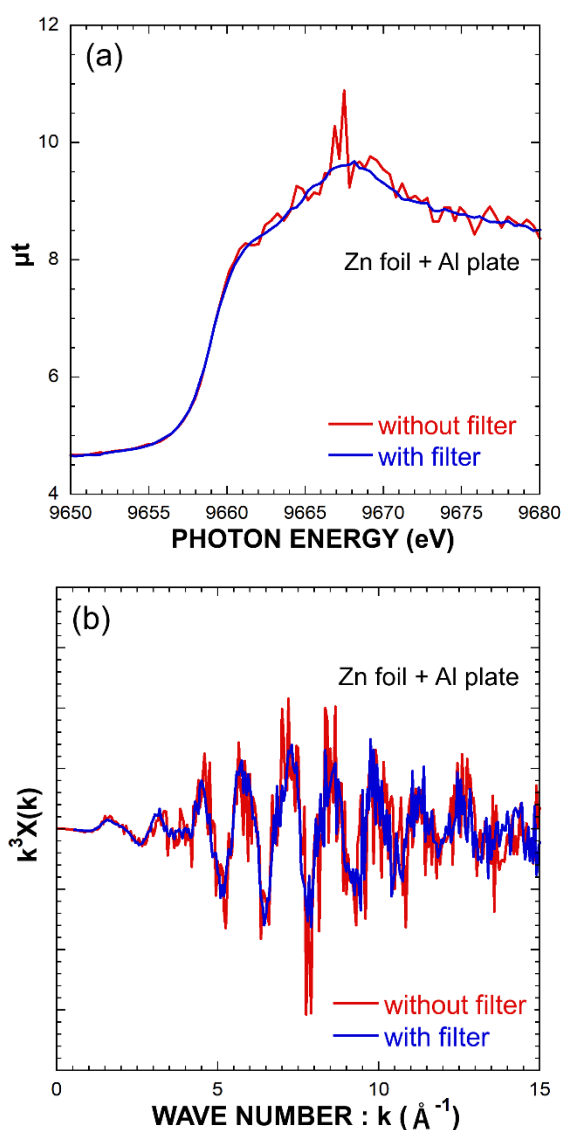 (a)
12
10
8
6
4
µt
Zn foil + Al plate
without filter
with filter
9650 9655 9660 9665 9670 9675 9680
PHOTON ENERGY (eV)
(b)
Zn foil + Al plate
k³X(k)
without filter
with filter
0 5 10 15
WAVE NUMBER : k ( Å⁻¹)